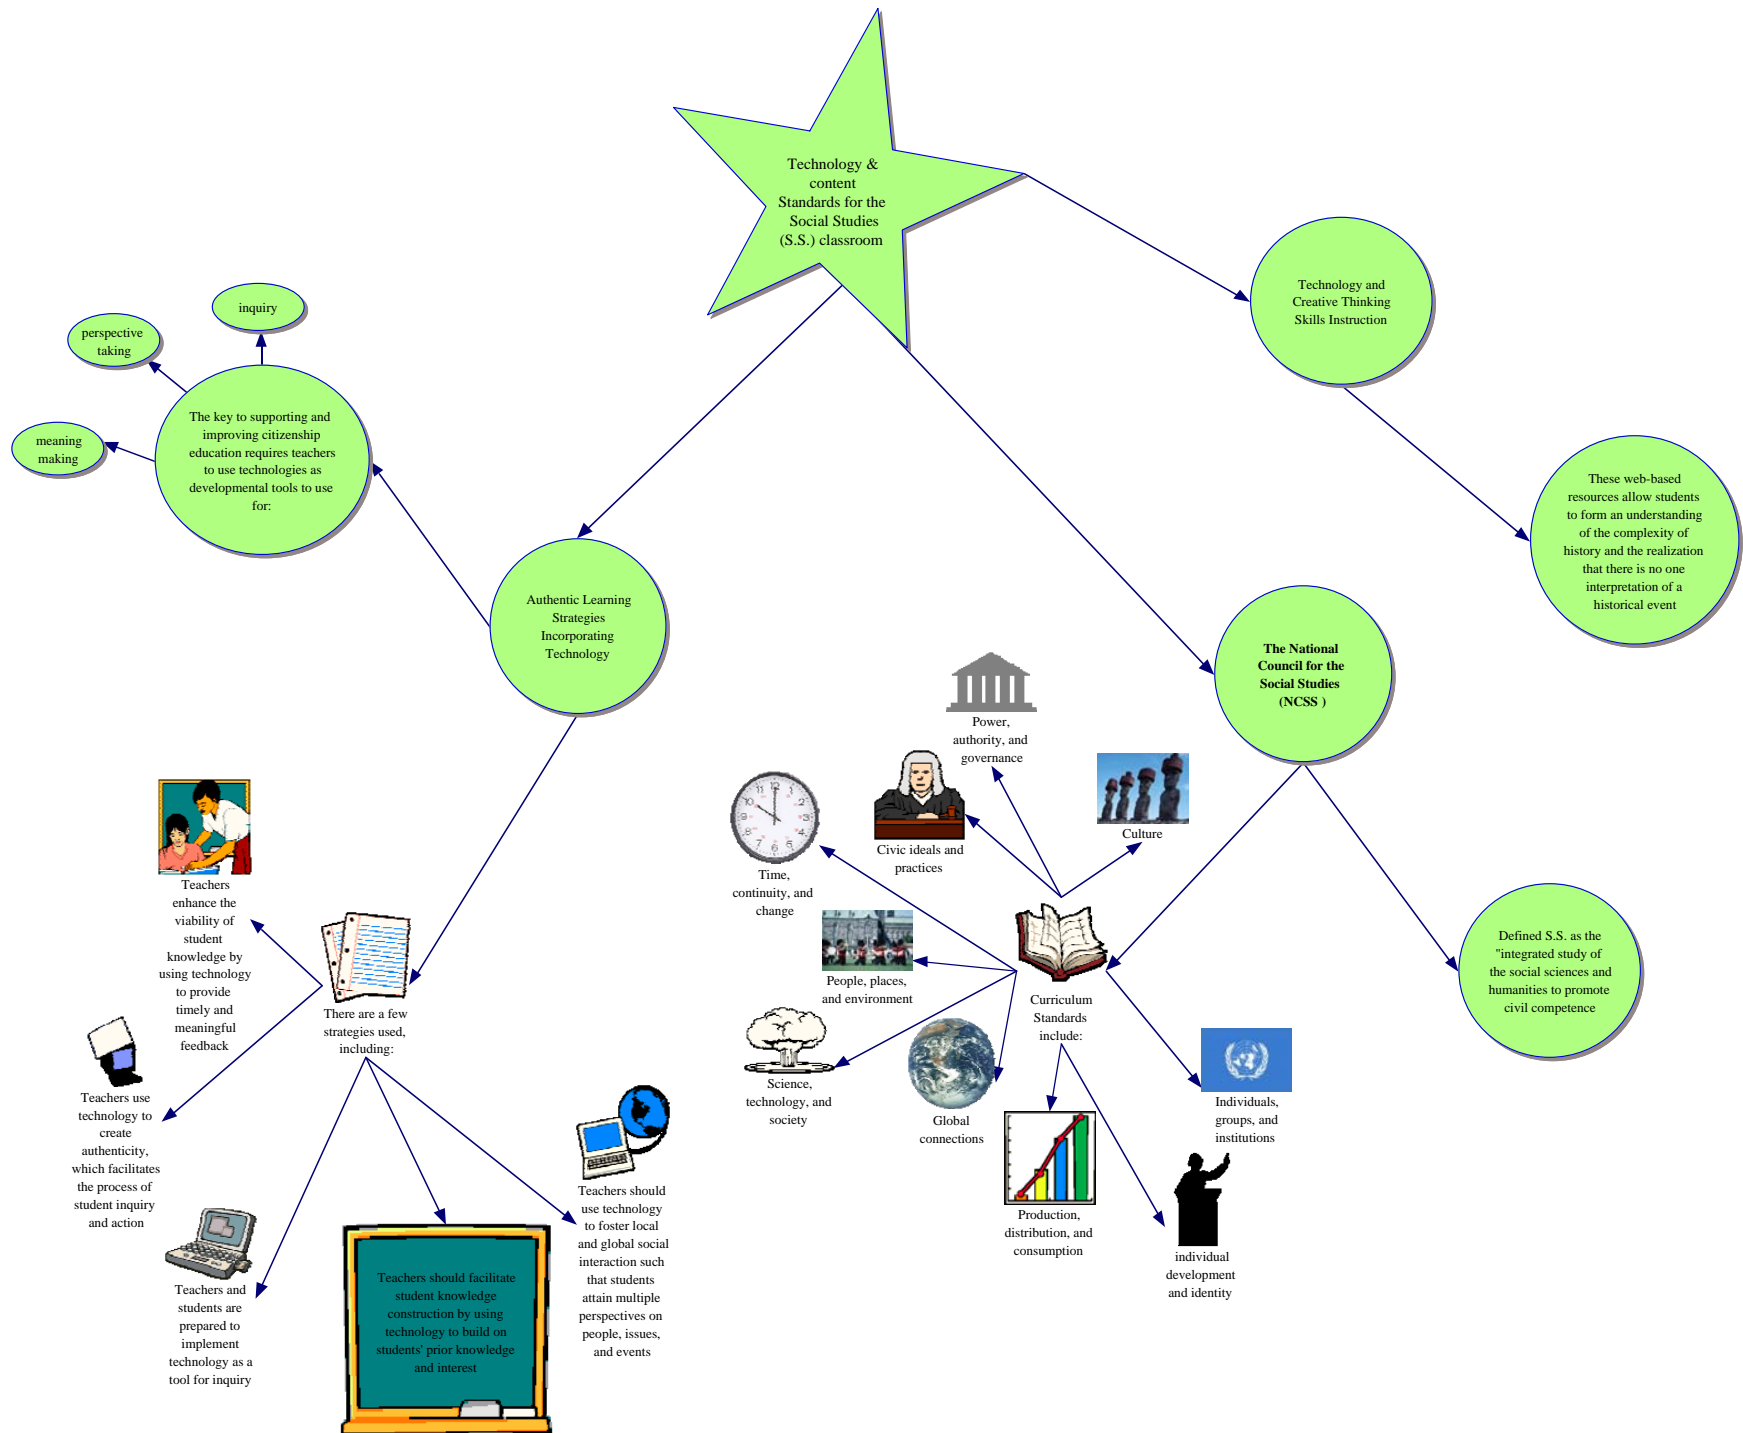 Technology &
content
Standards for the
Social Studies
(S.S.) classroom
Technology and
Creative Thinking
Skills Instruction
inquiry
perspective
taking
meaning
making
The key to supporting and
improving citizenship
education requires teachers
to use technologies as
developmental tools to use
for:
These web-based
resources allow students
to form an understanding
of the complexity of
history and the realization
that there is no one
interpretation of a
historical event
Authentic Learning
Strategies
Incorporating
Technology
The National
Council for the
Social Studies
(NCSS )
Power,
authority, and
governance
Culture
Civic ideals and
practices
Time,
continuity, and
change
People, places,
and environment
Curriculum
Standards
include:
Science,
technology, and
society
Global
connections
Production,
distribution, and
consumption
individual
development
and identity
Individuals,
groups, and
institutions
Defined S.S. as the
"integrated study of
the social sciences and
humanities to promote
civil competence
Teachers
enhance the
viability of
student
knowledge by
using technology
to provide
timely and
meaningful
feedback
There are a few
strategies used,
including:
Teachers use
technology to
create
authenticity,
which facilitates
the process of
student inquiry
and action
Teachers and
students are
prepared to
implement
technology as a
tool for inquiry
Teachers should facilitate
student knowledge
construction by using
technology to build on
students' prior knowledge
and interest
Teachers should
use technology
to foster local
and global social
interaction such
that students
attain multiple
perspectives on
people, issues,
and events